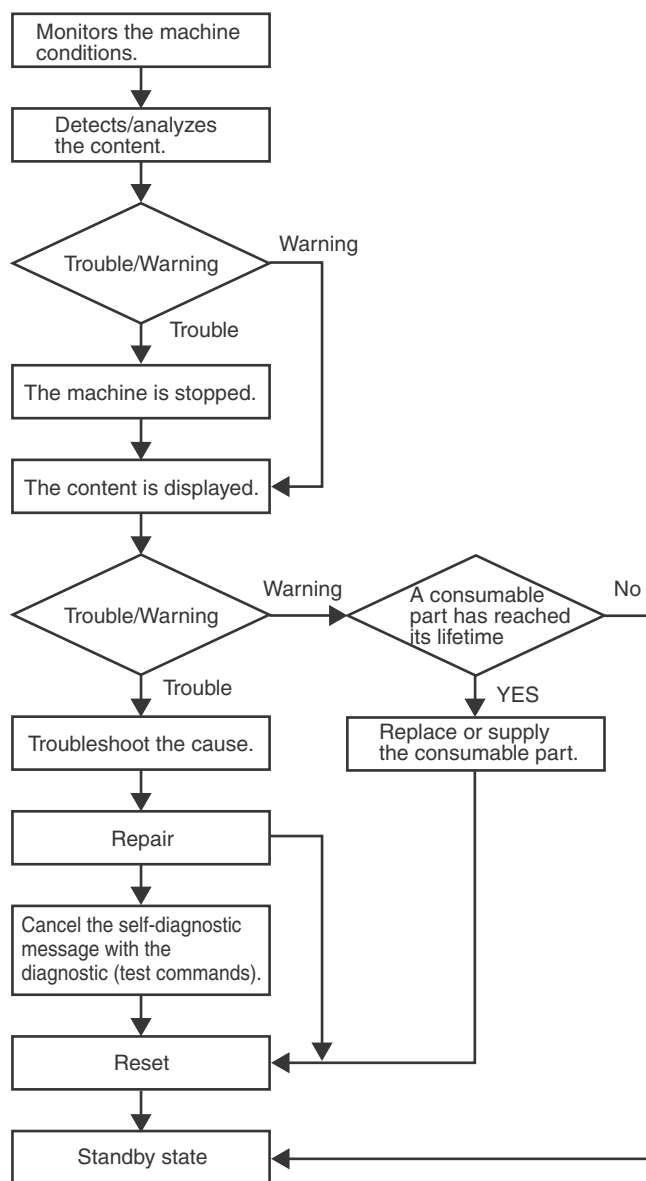 Monitors the machine
conditions.
Detects/analyzes
the content.
Trouble/Warning
Warning
Trouble
The machine is stopped.
The content is displayed.
Trouble/Warning
Warning
A consumable
part has reached
its lifetime
No
Trouble
YES
Troubleshoot the cause.
Replace or supply
the consumable part.
Repair
Cancel the self-diagnostic
message with the
diagnostic (test commands).
Reset
Standby state